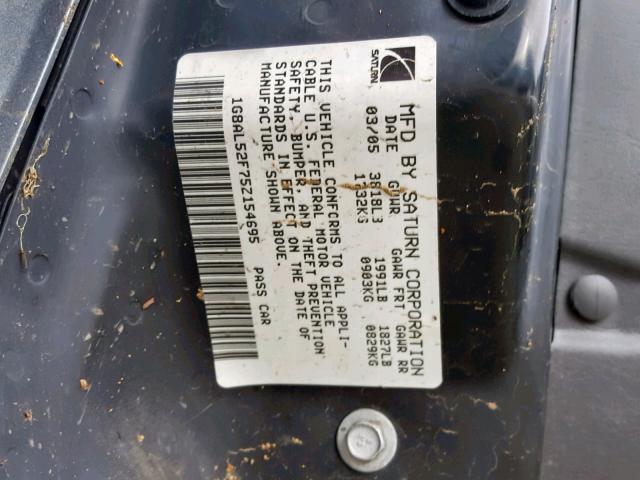 SATURN
MFD BY SATURN CORPORATION
DATE GVWR GAWR FRT GAWR RR
03/05 3818LB 1991LB 1827LB
1732KG 0903KG 0829KG
THIS VEHICLE CONFORMS TO ALL APPLI-
CABLE U.S. FEDERAL MOTOR VEHICLE
SAFETY, BUMPER, AND THEFT PREVENTION
STANDARDS IN EFFECT ON THE DATE OF
MANUFACTURE SHOWN ABOVE.
1G8AL52F75Z154695 PASS CAR